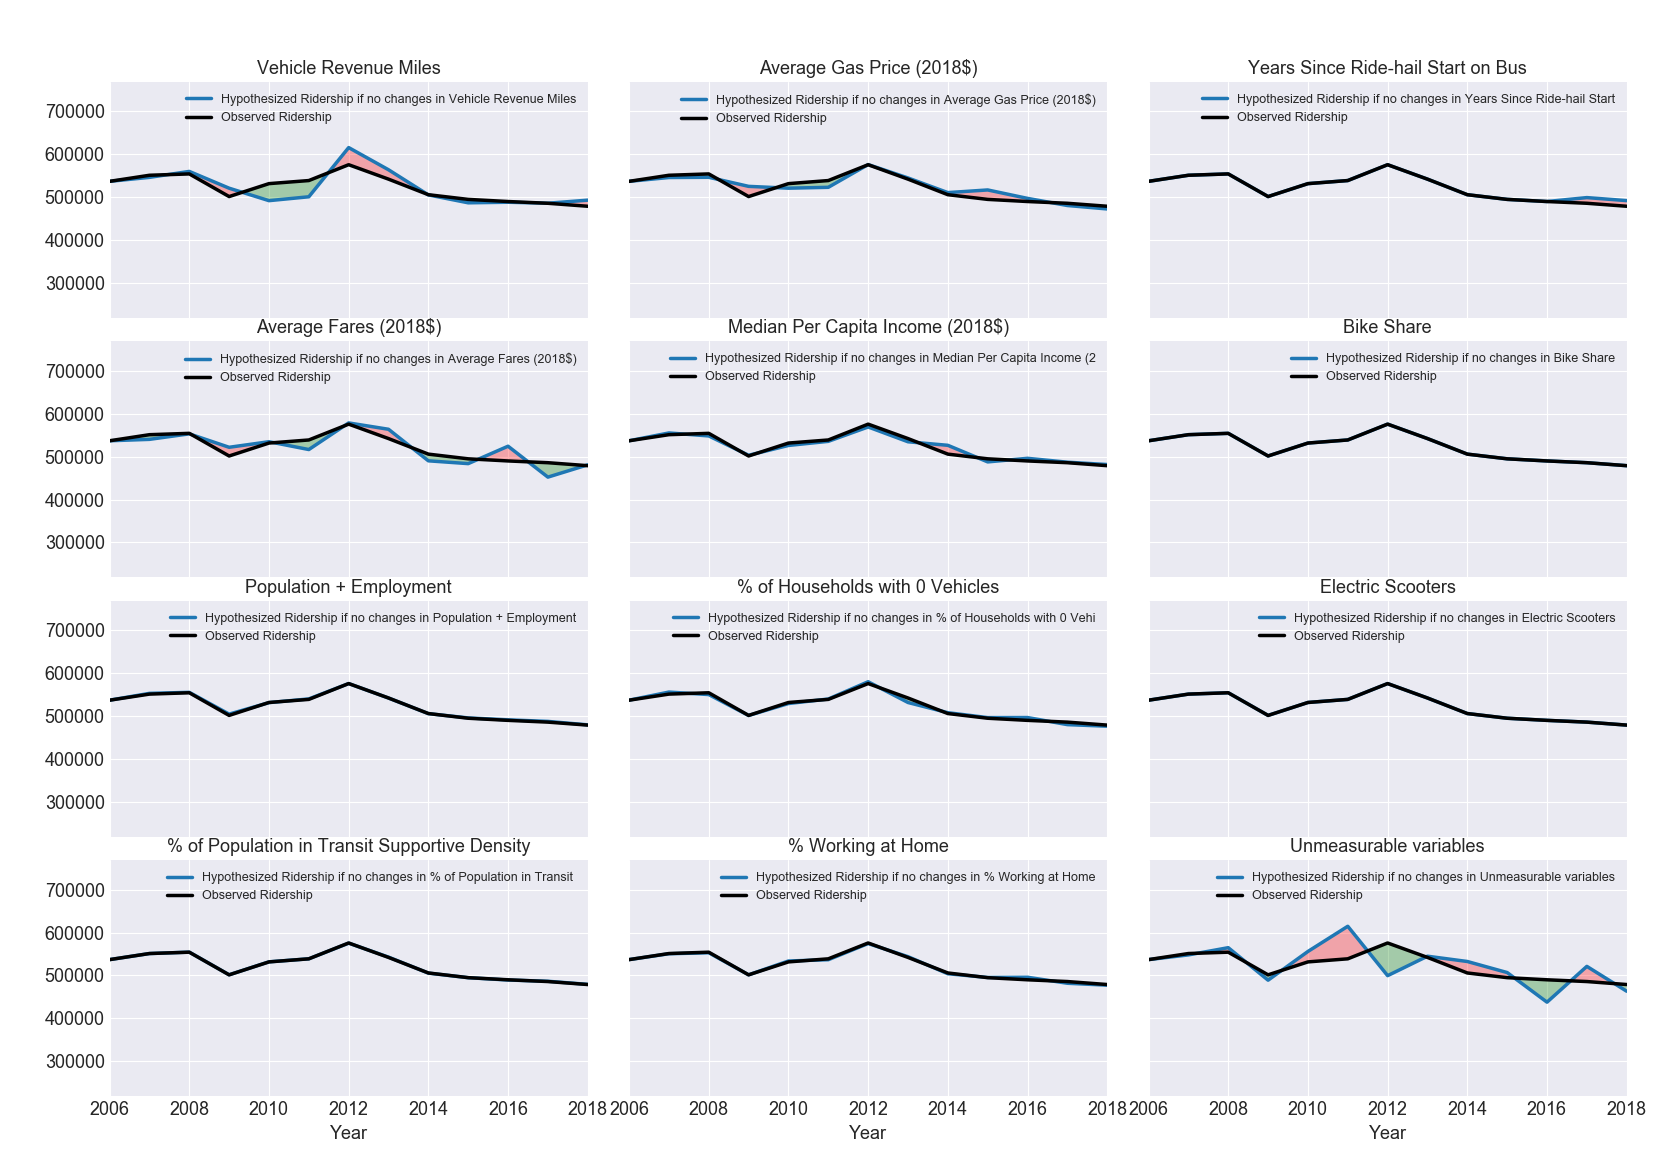 Vehicle Revenue Miles
Hypothesized Ridership if no changes in Vehicle Revenue Miles
Observed Ridership
700000
600000
500000
400000
300000
Average Gas Price (2018$)
Hypothesized Ridership if no changes in Average Gas Price (2018$)
Observed Ridership
Years Since Ride-hail Start on Bus
Hypothesized Ridership if no changes in Years Since Ride-hail Start
Observed Ridership
Average Fares (2018$)
Hypothesized Ridership if no changes in Average Fares (2018$)
Observed Ridership
700000
600000
500000
400000
300000
Median Per Capita Income (2018$)
Hypothesized Ridership if no changes in Median Per Capita Income (2
Observed Ridership
Bike Share
Hypothesized Ridership if no changes in Bike Share
Observed Ridership
Population + Employment
Hypothesized Ridership if no changes in Population + Employment
Observed Ridership
700000
600000
500000
400000
300000
% of Households with 0 Vehicles
Hypothesized Ridership if no changes in % of Households with 0 Vehi
Observed Ridership
Electric Scooters
Hypothesized Ridership if no changes in Electric Scooters
Observed Ridership
% of Population in Transit Supportive Density
Hypothesized Ridership if no changes in % of Population in Transit
Observed Ridership
700000
600000
500000
400000
300000
2006 2008 2010 2012 2014 2016 2018
Year
% Working at Home
Hypothesized Ridership if no changes in % Working at Home
Observed Ridership
2006 2008 2010 2012 2014 2016 2018
Year
Unmeasurable variables
Hypothesized Ridership if no changes in Unmeasurable variables
Observed Ridership
2006 2008 2010 2012 2014 2016 2018
Year